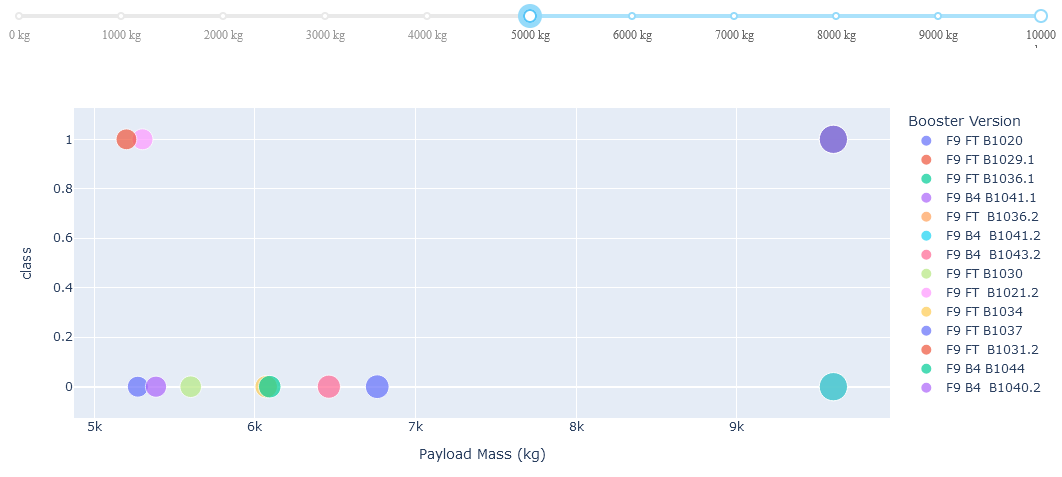 0 kg
1000 kg
2000 kg
3000 kg
4000 kg
5000 kg
6000 kg
7000 kg
8000 kg
9000 kg
10000
1
0.8
0.6
0.4
0.2
0
class
5k
6k
7k
8k
9k
Payload Mass (kg)
Booster Version
F9 FT B1020
F9 FT B1029.1
F9 FT B1036.1
F9 B4 B1041.1
F9 FT  B1036.2
F9 B4  B1041.2
F9 B4  B1043.2
F9 FT B1030
F9 FT  B1021.2
F9 FT B1034
F9 FT B1037
F9 FT  B1031.2
F9 B4 B1044
F9 B4  B1040.2